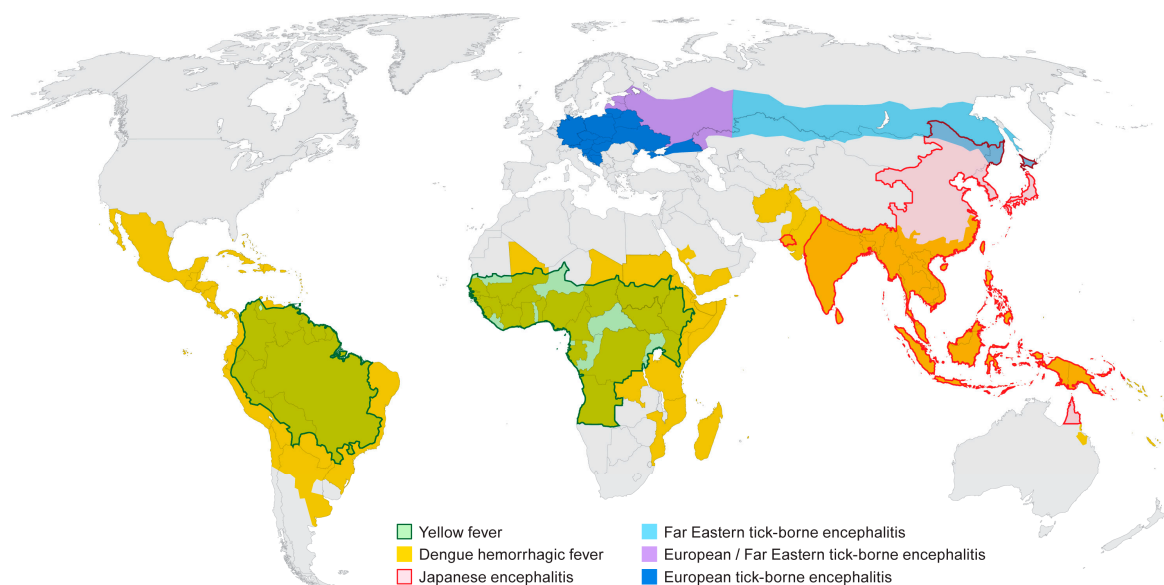 Yellow fever
Dengue hemorrhagic fever
Japanese encephalitis
Far Eastern tick-borne encephalitis
European / Far Eastern tick-borne encephalitis
European tick-borne encephalitis